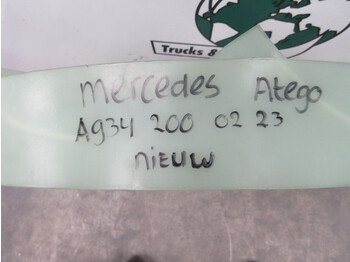 Trucks &
mercedes Atego
A934 200 02 23
nieuw